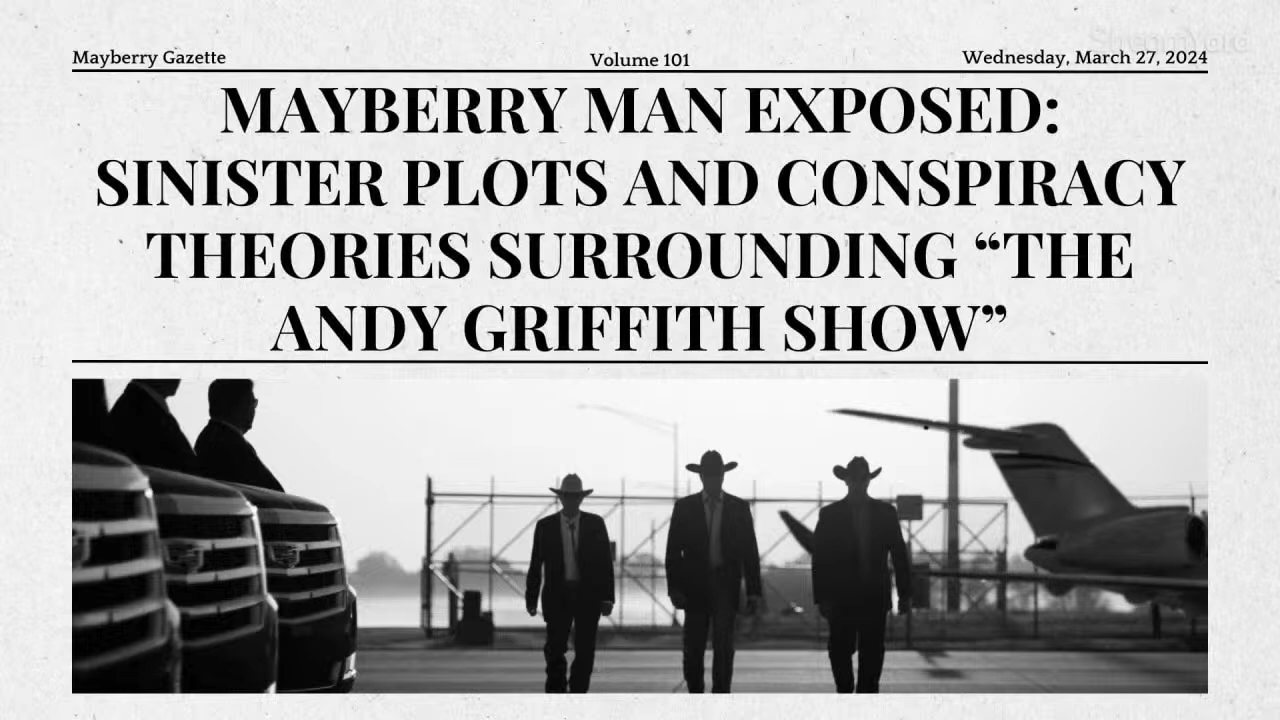 Mayberry Gazette
Volume 101
Wednesday, March 27, 2024
StreamYard
MAYBERRY MAN EXPOSED:
SINISTER PLOTS AND CONSPIRACY
THEORIES SURROUNDING “THE
ANDY GRIFFITH SHOW”